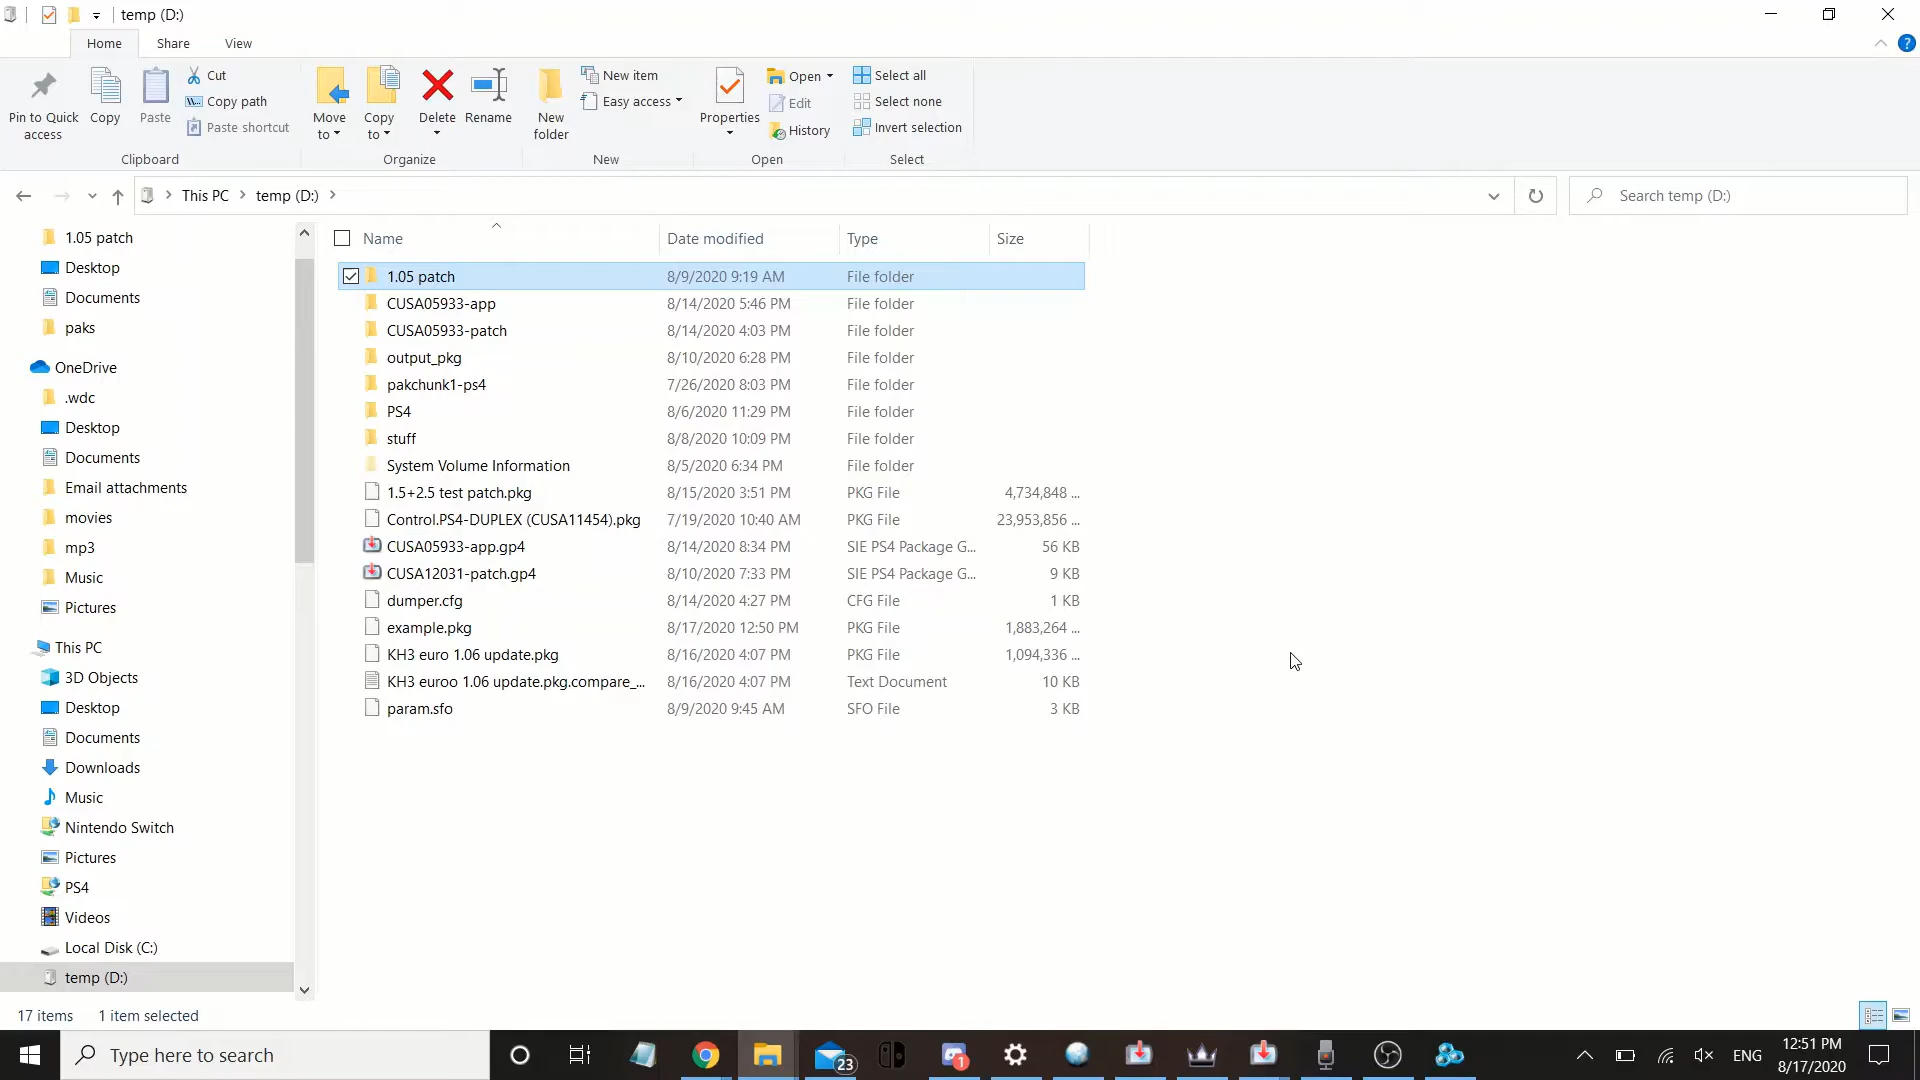 temp (D:)
Home
Share
View
Pin to Quick access
Copy
Paste
Cut
Copy path
Paste shortcut
Clipboard
Move to
Copy to
Delete
Rename
Organize
New folder
New item
Easy access
New
Properties
Open
Edit
History
Open
Select all
Select none
Invert selection
Select
This PC
temp (D:)
Search temp (D:)
1.05 patch
Desktop
Documents
paks
OneDrive
.wdc
Desktop
Documents
Email attachments
movies
mp3
Music
Pictures
This PC
3D Objects
Desktop
Documents
Downloads
Music
Nintendo Switch
Pictures
PS4
Videos
Local Disk (C:)
temp (D:)
Name Date modified Type Size
1.05 patch 8/9/2020 9:19 AM File folder
CUSA05933-app 8/14/2020 5:46 PM File folder
CUSA05933-patch 8/14/2020 4:03 PM File folder
output_pkg 8/10/2020 6:28 PM File folder
pakchunk1-ps4 7/26/2020 8:03 PM File folder
PS4 8/6/2020 11:29 PM File folder
stuff 8/8/2020 10:09 PM File folder
System Volume Information 8/5/2020 6:34 PM File folder
1.5+2.5 test patch.pkg 8/15/2020 3:51 PM PKG File 4,734,848 ...
Control.PS4-DUPLEX (CUSA11454).pkg 7/19/2020 10:40 AM PKG File 23,953,856 ...
CUSA05933-app.gp4 8/14/2020 8:34 PM SIE PS4 Package G... 56 KB
CUSA12031-patch.gp4 8/10/2020 7:33 PM SIE PS4 Package G... 9 KB
dumper.cfg 8/14/2020 4:27 PM CFG File 1 KB
example.pkg 8/17/2020 12:50 PM PKG File 1,883,264 ...
KH3 euro 1.06 update.pkg 8/16/2020 4:07 PM PKG File 1,094,336 ...
KH3 euroo 1.06 update.pkg.compare_... 8/16/2020 4:07 PM Text Document 10 KB
param.sfo 8/9/2020 9:45 AM SFO File 3 KB
17 items 1 item selected
Type here to search
23
1
ENG
12:51 PM
8/17/2020